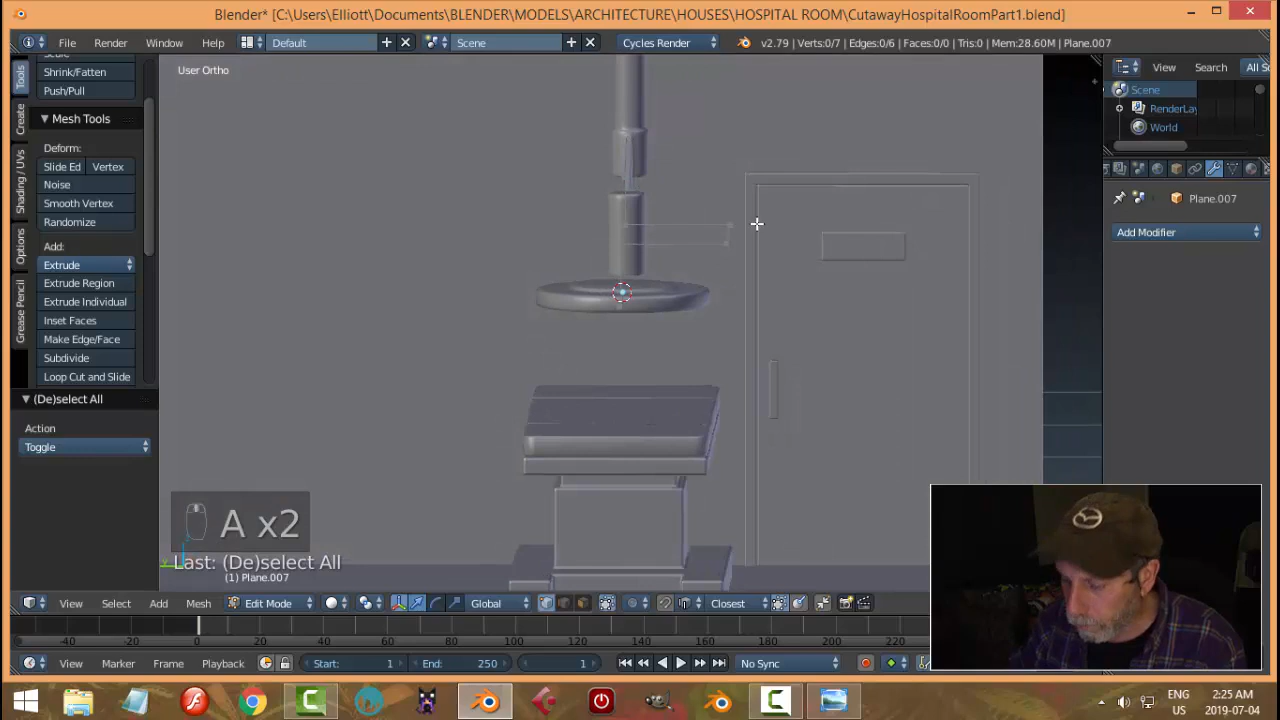 Blender* [C:\Users\Elliott\Documents\BLENDER\MODELS\ARCHITECTURE\HOUSES\HOSPITAL ROOM\CutawayHospitalRoomPart1.blend]
File Render Window Help Default Scene Cycles Render v2.79 | Verts:0/7 | Edges:0/6 | Faces:0/0 | Tris:0 | Mem:28.60M | Plane.007
Shrink/Fatten
Push/Pull
Mesh Tools
Deform:
Slide Ed Vertex
Noise
Smooth Vertex
Randomize
Add:
Extrude
Extrude Region
Extrude Individual
Inset Faces
Make Edge/Face
Subdivide
Loop Cut and Slide
Tools
Create
Shading / UVs
Options
Grease Pencil
(De)select All
Action
Toggle
User Ortho
A x2
Last: (De)select All
(1) Plane.007
View Search All S
Scene
RenderLay
World
Plane.007
Add Modifier
View Select Add Mesh Edit Mode Global Closest
-40 -20 0 20 40 60 80 100 120 140 160 180 200 220
View Marker Frame Playback Start: 1 End: 250 1 No Sync
ENG
US
2:25 AM
2019-07-04